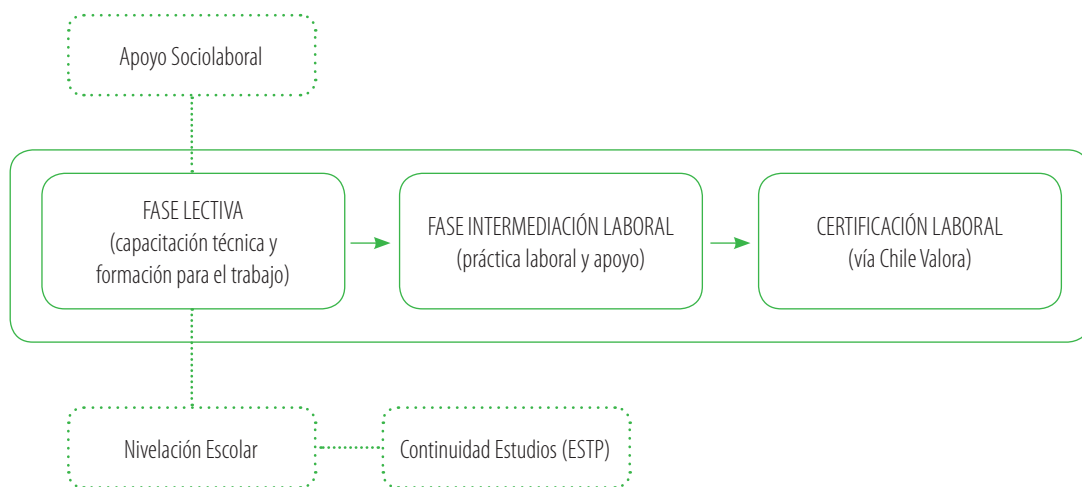 Apoyo Sociolaboral
FASE LECTIVA
(capacitación técnica y
formación para el trabajo)
FASE INTERMEDIACIÓN LABORAL
(práctica laboral y apoyo)
CERTIFICACIÓN LABORAL
(vía Chile Valora)
Nivelación Escolar
Continuidad Estudios (ESTP)